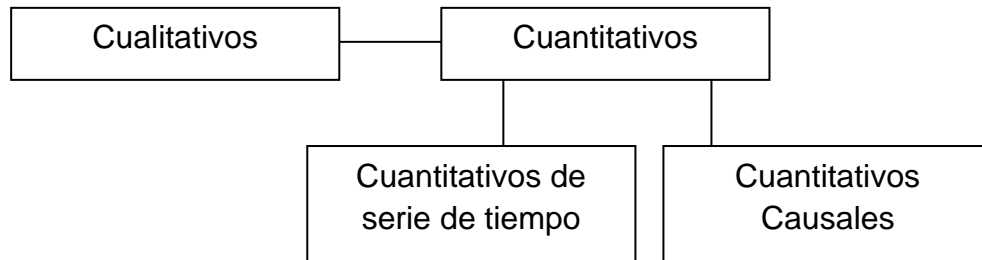 Cualitativos
Cuantitativos
Cuantitativos de
serie de tiempo
Cuantitativos
Causales